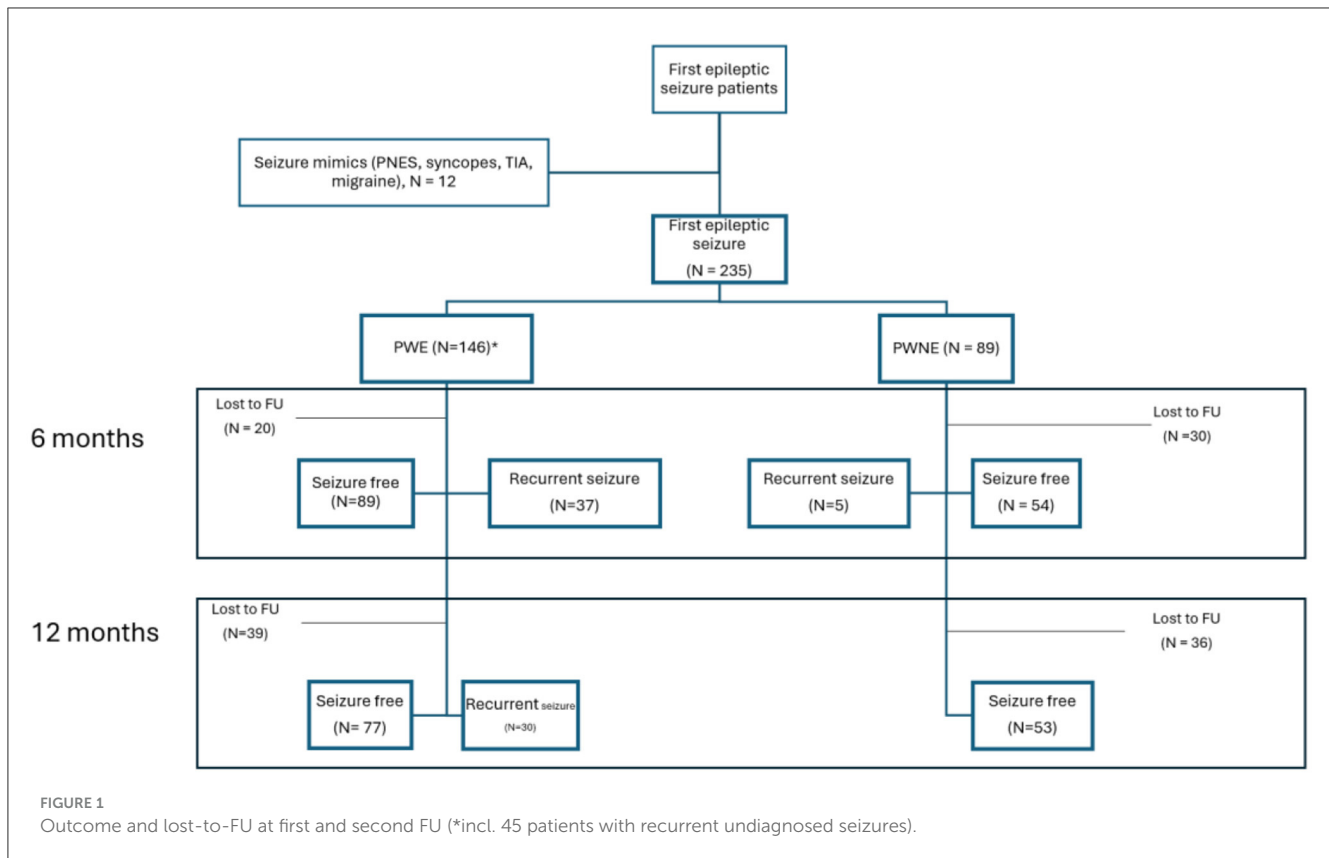 First epileptic
seizure patients
Seizure mimics (PNES, syncopes, TIA,
migraine), N = 12
First epileptic
seizure
(N = 235)
PWE (N=146)*
PWNE (N = 89)
6 months
Lost to FU
(N = 20)
Lost to FU
(N =30)
Seizure free
(N=89)
Recurrent seizure
(N=37)
Recurrent seizure
(N=5)
Seizure free
(N = 54)
12 months
Lost to FU
(N=39)
Lost to FU
(N = 36)
Seizure free
(N= 77)
Recurrent seizure
(N=30)
Seizure free
(N=53)
FIGURE 1
Outcome and lost-to-FU at first and second FU (*incl. 45 patients with recurrent undiagnosed seizures).